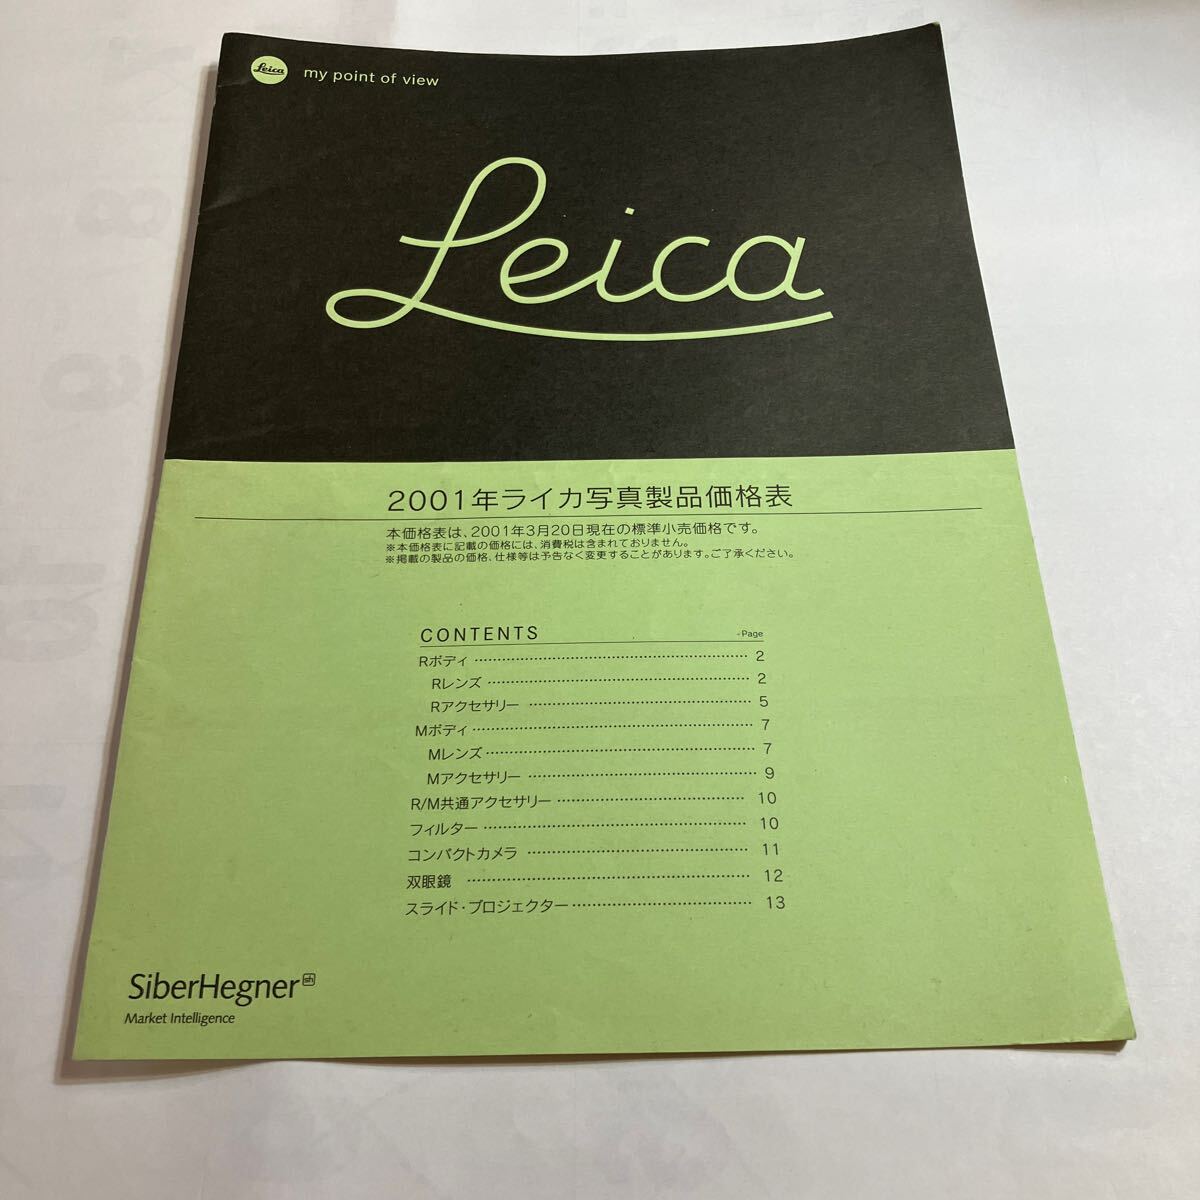 Leica my point of view
Leica
2001年ライカ写真製品価格表
本価格表は、2001年3月20日現在の標準小売価格です。
※本価格表に記載の価格には、消費税は含まれておりません。
※掲載の製品の価格、仕様等は予告なく変更することがあります。ご了承ください。
CONTENTS Page
Rボディ 2
Rレンズ 2
Rアクセサリー 5
Mボディ 7
Mレンズ 7
Mアクセサリー 9
R/M共通アクセサリー 10
フィルター 10
コンパクトカメラ 11
双眼鏡 12
スライド・プロジェクター 13
SiberHegner sh
Market Intelligence